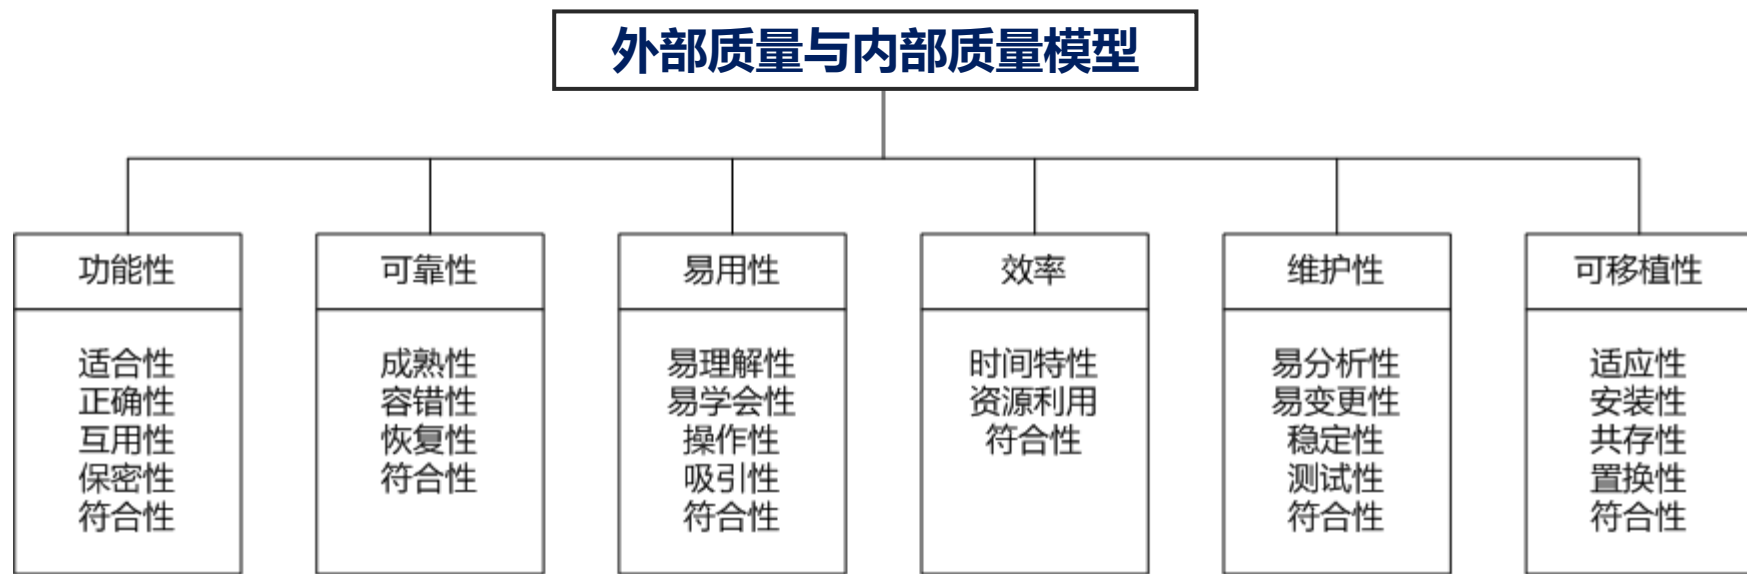 外部质量与内部质量模型
功能性
适合性
正确性
互用性
保密性
符合性
可靠性
成熟性
容错性
恢复性
符合性
易用性
易理解性
易学会性
操作性
吸引性
符合性
效率
时间特性
资源利用
符合性
维护性
易分析性
易变更性
稳定性
测试性
符合性
可移植性
适应性
安装性
共存性
置换性
符合性